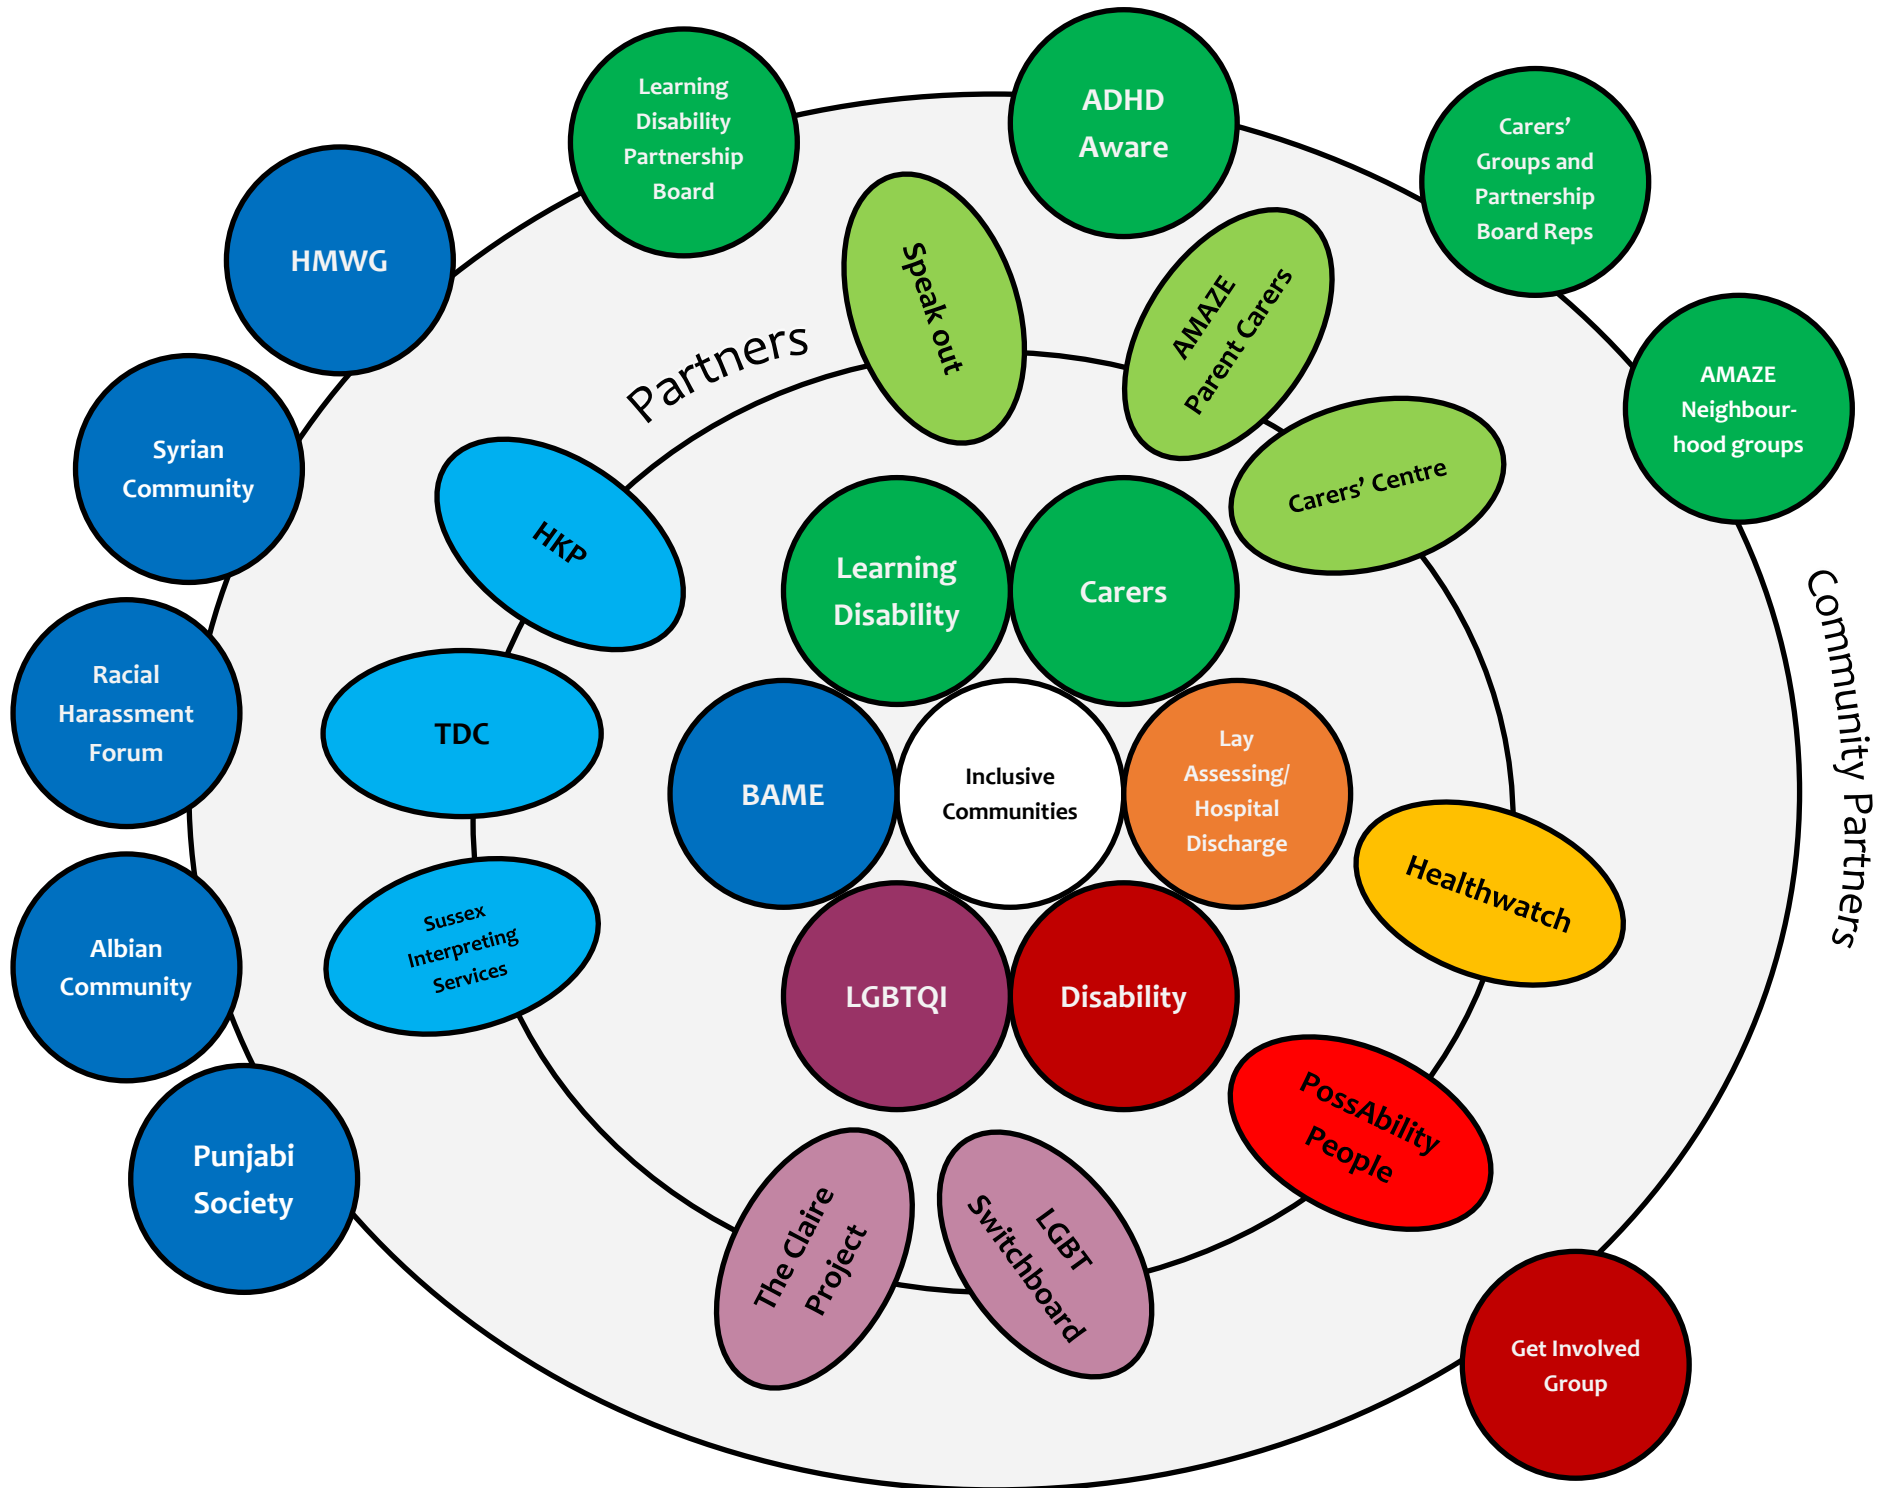 Learning
Disability
Partnership
Board
ADHD
Aware
Carers’
Groups and
Partnership
Board Reps
HMWG
Speak out
AMAZE
Parent Carers
AMAZE
Neighbour-
hood groups
Partners
Syrian
Community
Carers’ Centre
HKP
Learning
Disability
Carers
Community Partners
Racial
Harassment
Forum
TDC
BAME
Inclusive
Communities
Lay
Assessing/
Hospital
Discharge
Healthwatch
Sussex
Interpreting
Services
Albian
Community
LGBTQI
Disability
PossAbility
People
Punjabi
Society
The Claire
Project
LGBT
Switchboard
Get Involved
Group